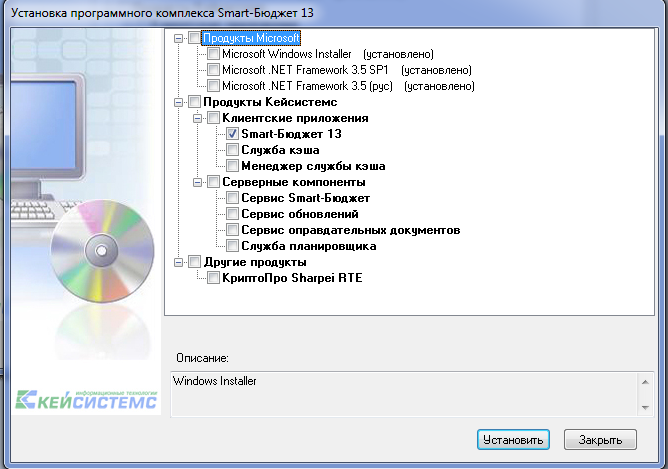 Установка программного комплекса Smart-Бюджет 13
Продукты Microsoft
Microsoft Windows Installer (установлено)
Microsoft .NET Framework 3.5 SP1 (установлено)
Microsoft .NET Framework 3.5 (рус) (установлено)
Продукты Кейсистемс
Клиентские приложения
Smart-Бюджет 13
Служба кэша
Менеджер службы кэша
Серверные компоненты
Сервис Smart-Бюджет
Сервис обновлений
Сервис оправдательных документов
Служба планировщика
Другие продукты
КриптоПро Sharpei RTE
Описание:
Windows Installer
информационные технологии
КЕЙСИСТЕМС
Установить Закрыть